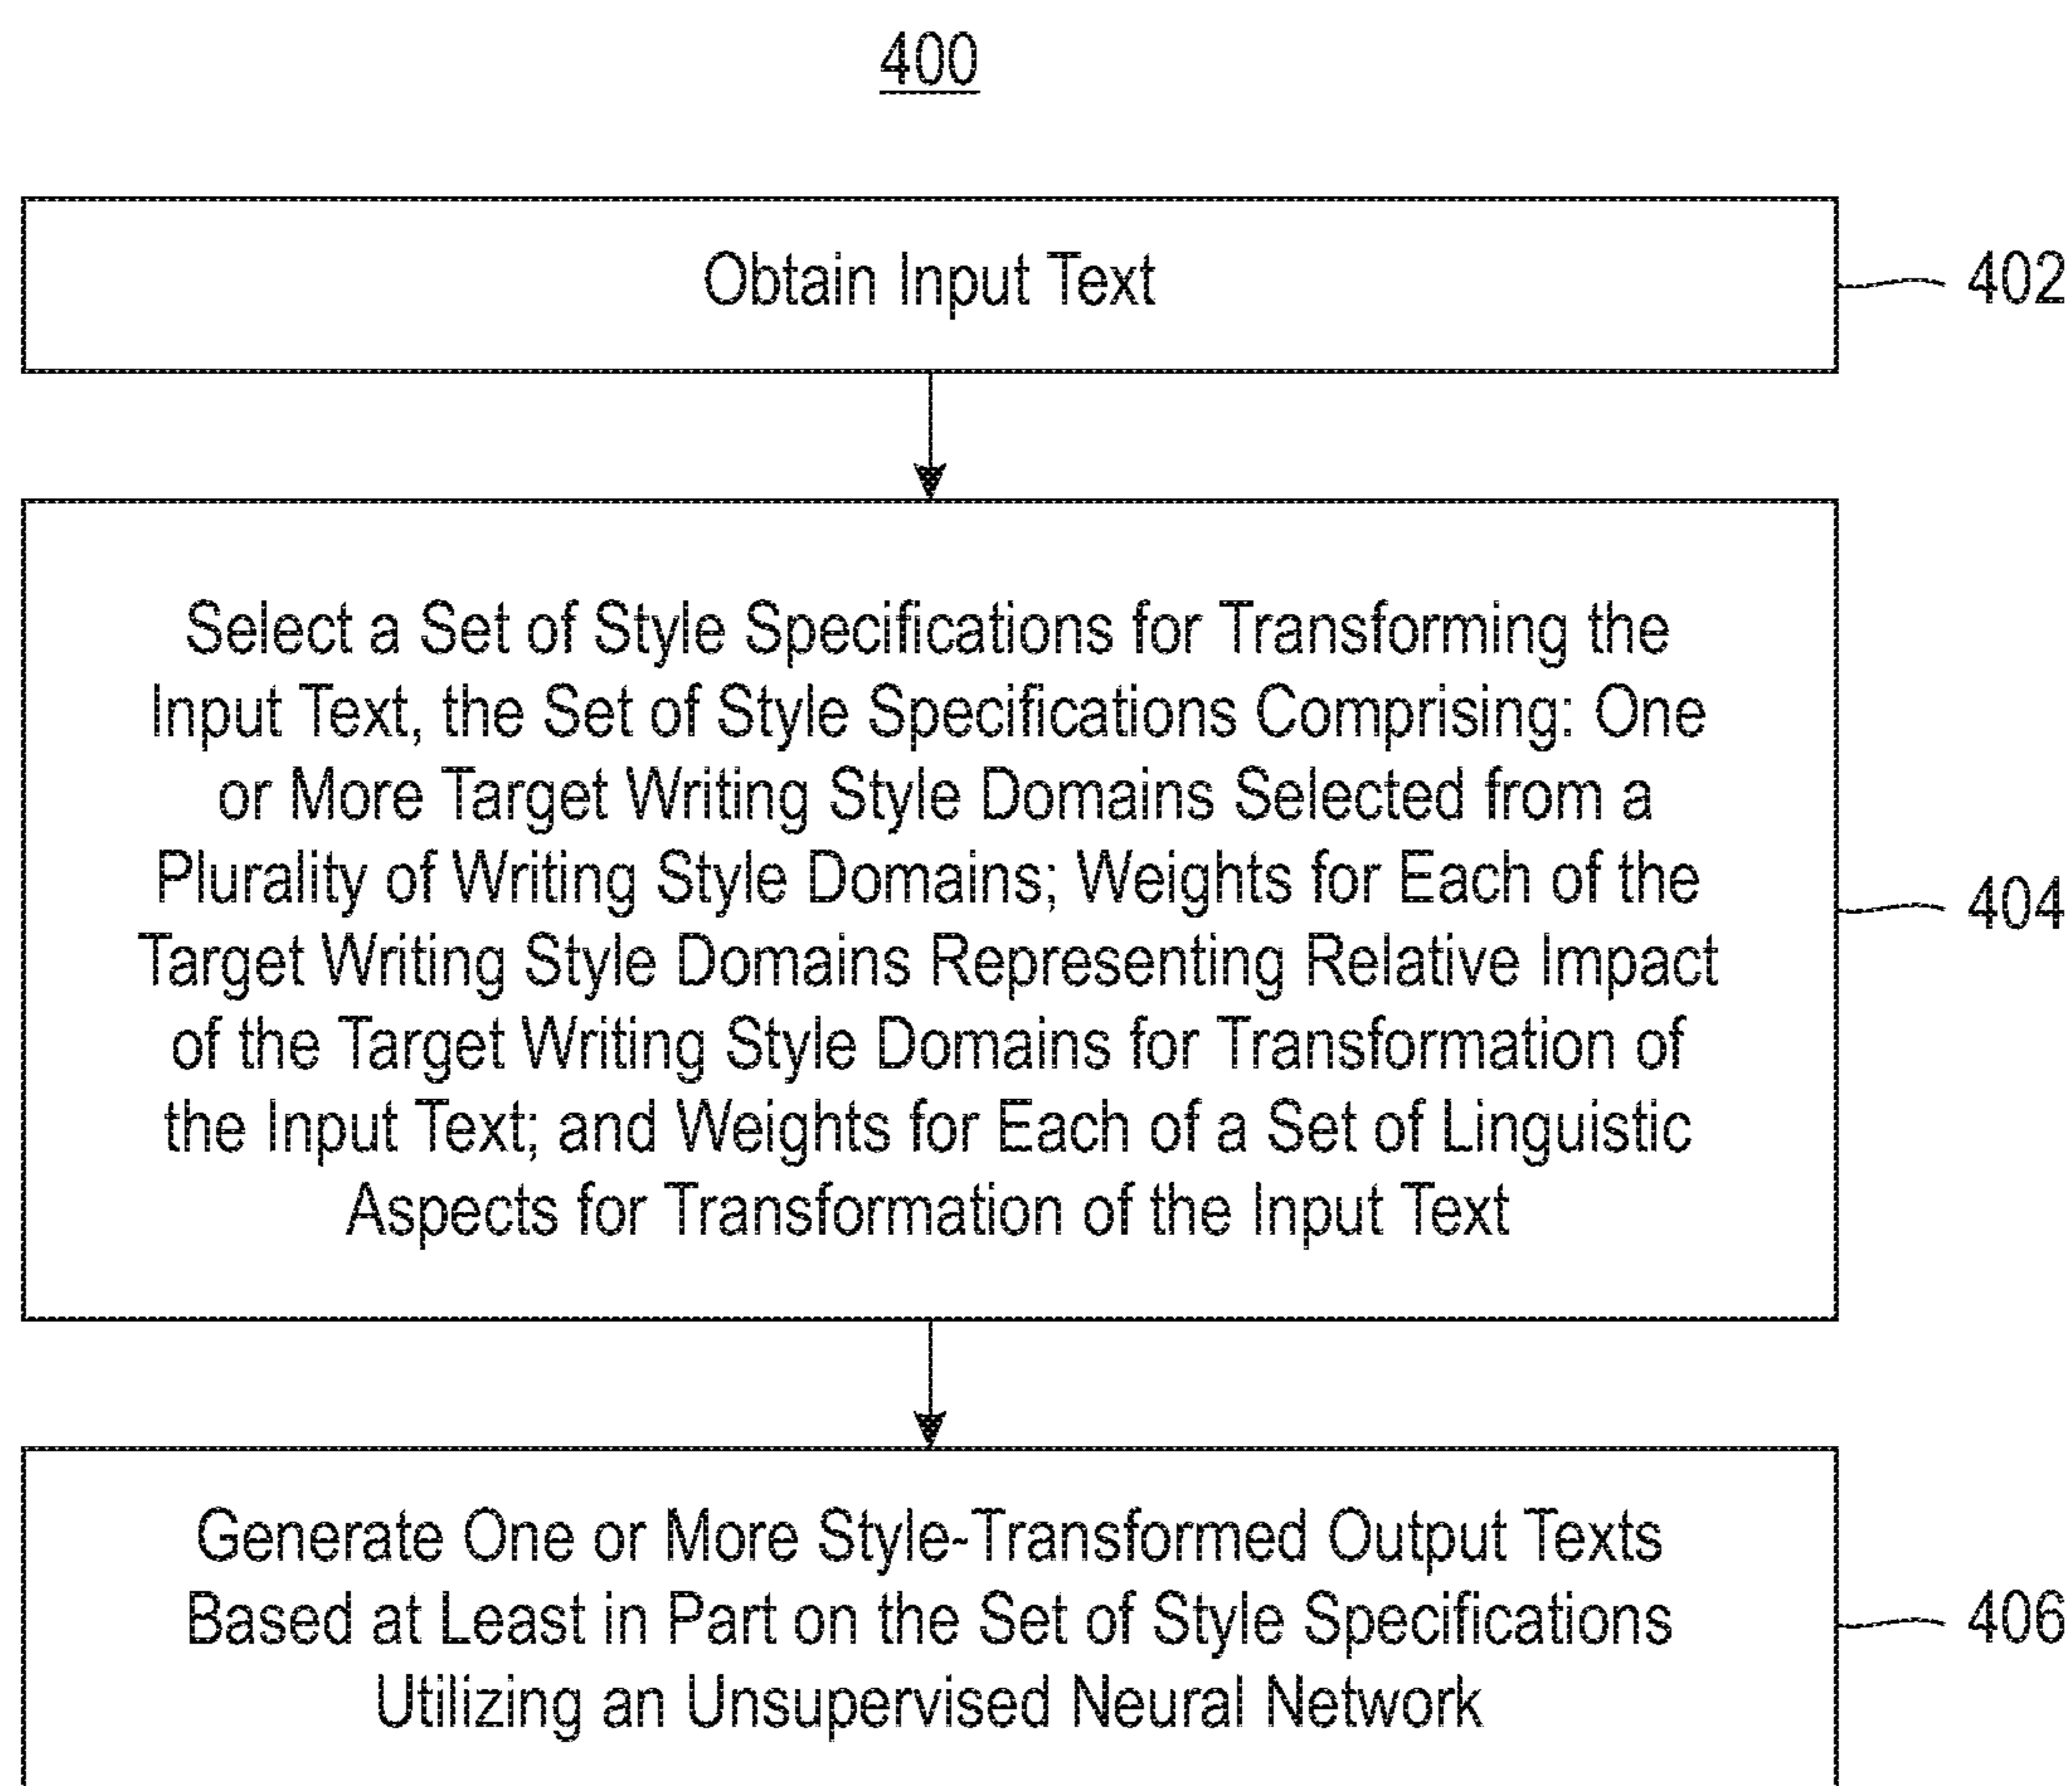 400
Obtain Input Text
402
Select a Set of Style Specifications for Transforming the
Input Text, the Set of Style Specifications Comprising: One
or More Target Writing Style Domains Selected from a
Plurality of Writing Style Domains; Weights for Each of the
Target Writing Style Domains Representing Relative Impact
of the Target Writing Style Domains for Transformation of
the Input Text; and Weights for Each of a Set of Linguistic
Aspects for Transformation of the Input Text
404
Generate One or More Style-Transformed Output Texts
Based at Least in Part on the Set of Style Specifications
Utilizing an Unsupervised Neural Network
406